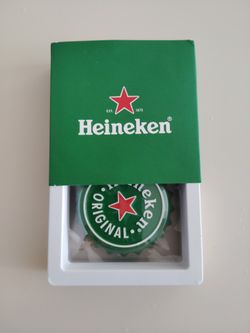 EST. 1873
Heineken
Heineken
ORIGINAL